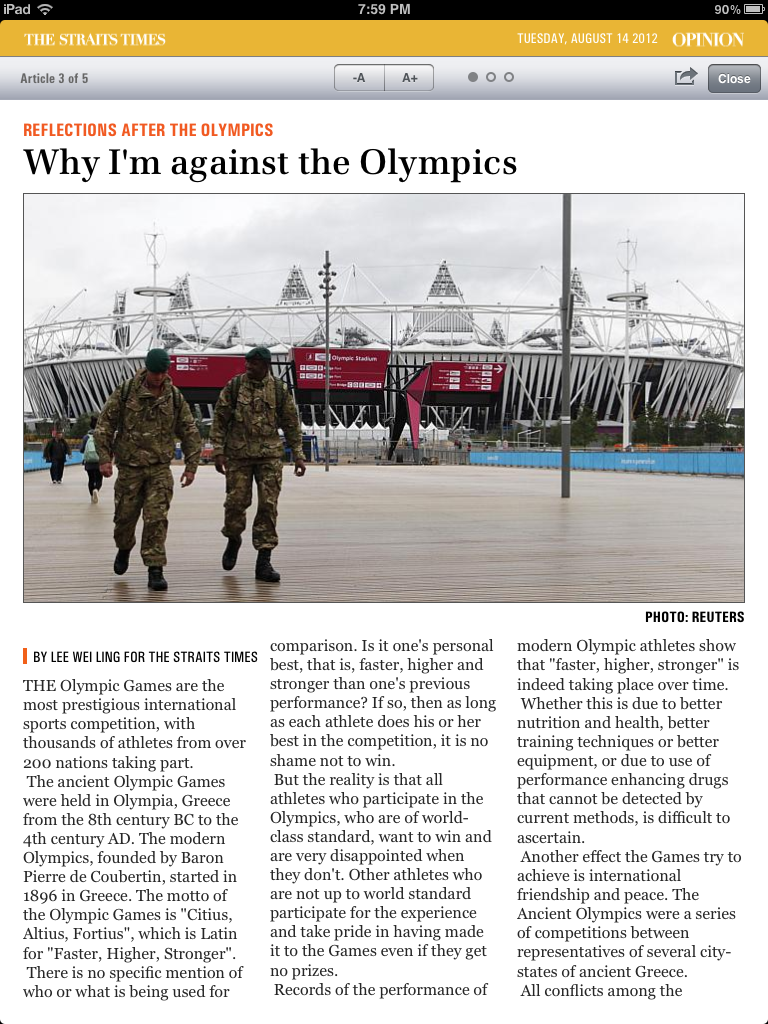 iPad
7:59 PM
90%
THE STRAITS TIMES
TUESDAY, AUGUST 14 2012
OPINION
Article 3 of 5
-A
A+
Close
REFLECTIONS AFTER THE OLYMPICS
Why I'm against the Olympics
Olympic Stadium
PHOTO: REUTERS
BY LEE WEI LING FOR THE STRAITS TIMES
THE Olympic Games are the
most prestigious international
sports competition, with
thousands of athletes from over
200 nations taking part.
The ancient Olympic Games
were held in Olympia, Greece
from the 8th century BC to the
4th century AD. The modern
Olympics, founded by Baron
Pierre de Coubertin, started in
1896 in Greece. The motto of
the Olympic Games is "Citius,
Altius, Fortius", which is Latin
for "Faster, Higher, Stronger".
There is no specific mention of
who or what is being used for
comparison. Is it one's personal
best, that is, faster, higher and
stronger than one's previous
performance? If so, then as long
as each athlete does his or her
best in the competition, it is no
shame not to win.
But the reality is that all
athletes who participate in the
Olympics, who are of world-
class standard, want to win and
are very disappointed when
they don't. Other athletes who
are not up to world standard
participate for the experience
and take pride in having made
it to the Games even if they get
no prizes.
Records of the performance of
modern Olympic athletes show
that "faster, higher, stronger" is
indeed taking place over time.
Whether this is due to better
nutrition and health, better
training techniques or better
equipment, or due to use of
performance enhancing drugs
that cannot be detected by
current methods, is difficult to
ascertain.
Another effect the Games try to
achieve is international
friendship and peace. The
Ancient Olympics were a series
of competitions between
representatives of several city-
states of ancient Greece.
All conflicts among the